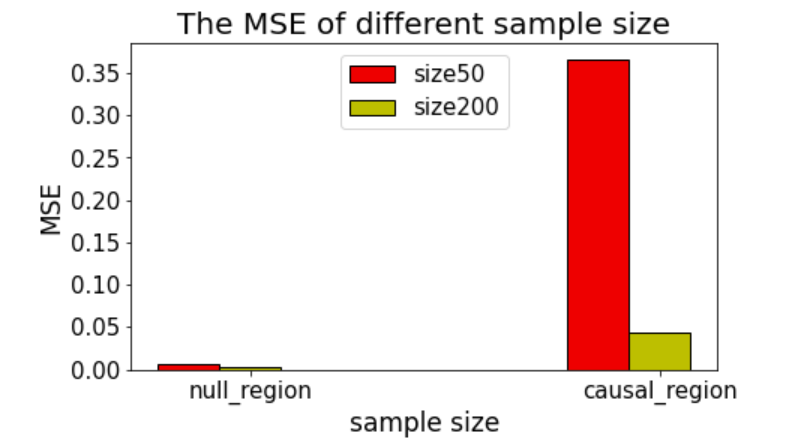 The MSE of different sample size
size50
size200
MSE
0.35
0.30
0.25
0.20
0.15
0.10
0.05
0.00
null_region
causal_region
sample size